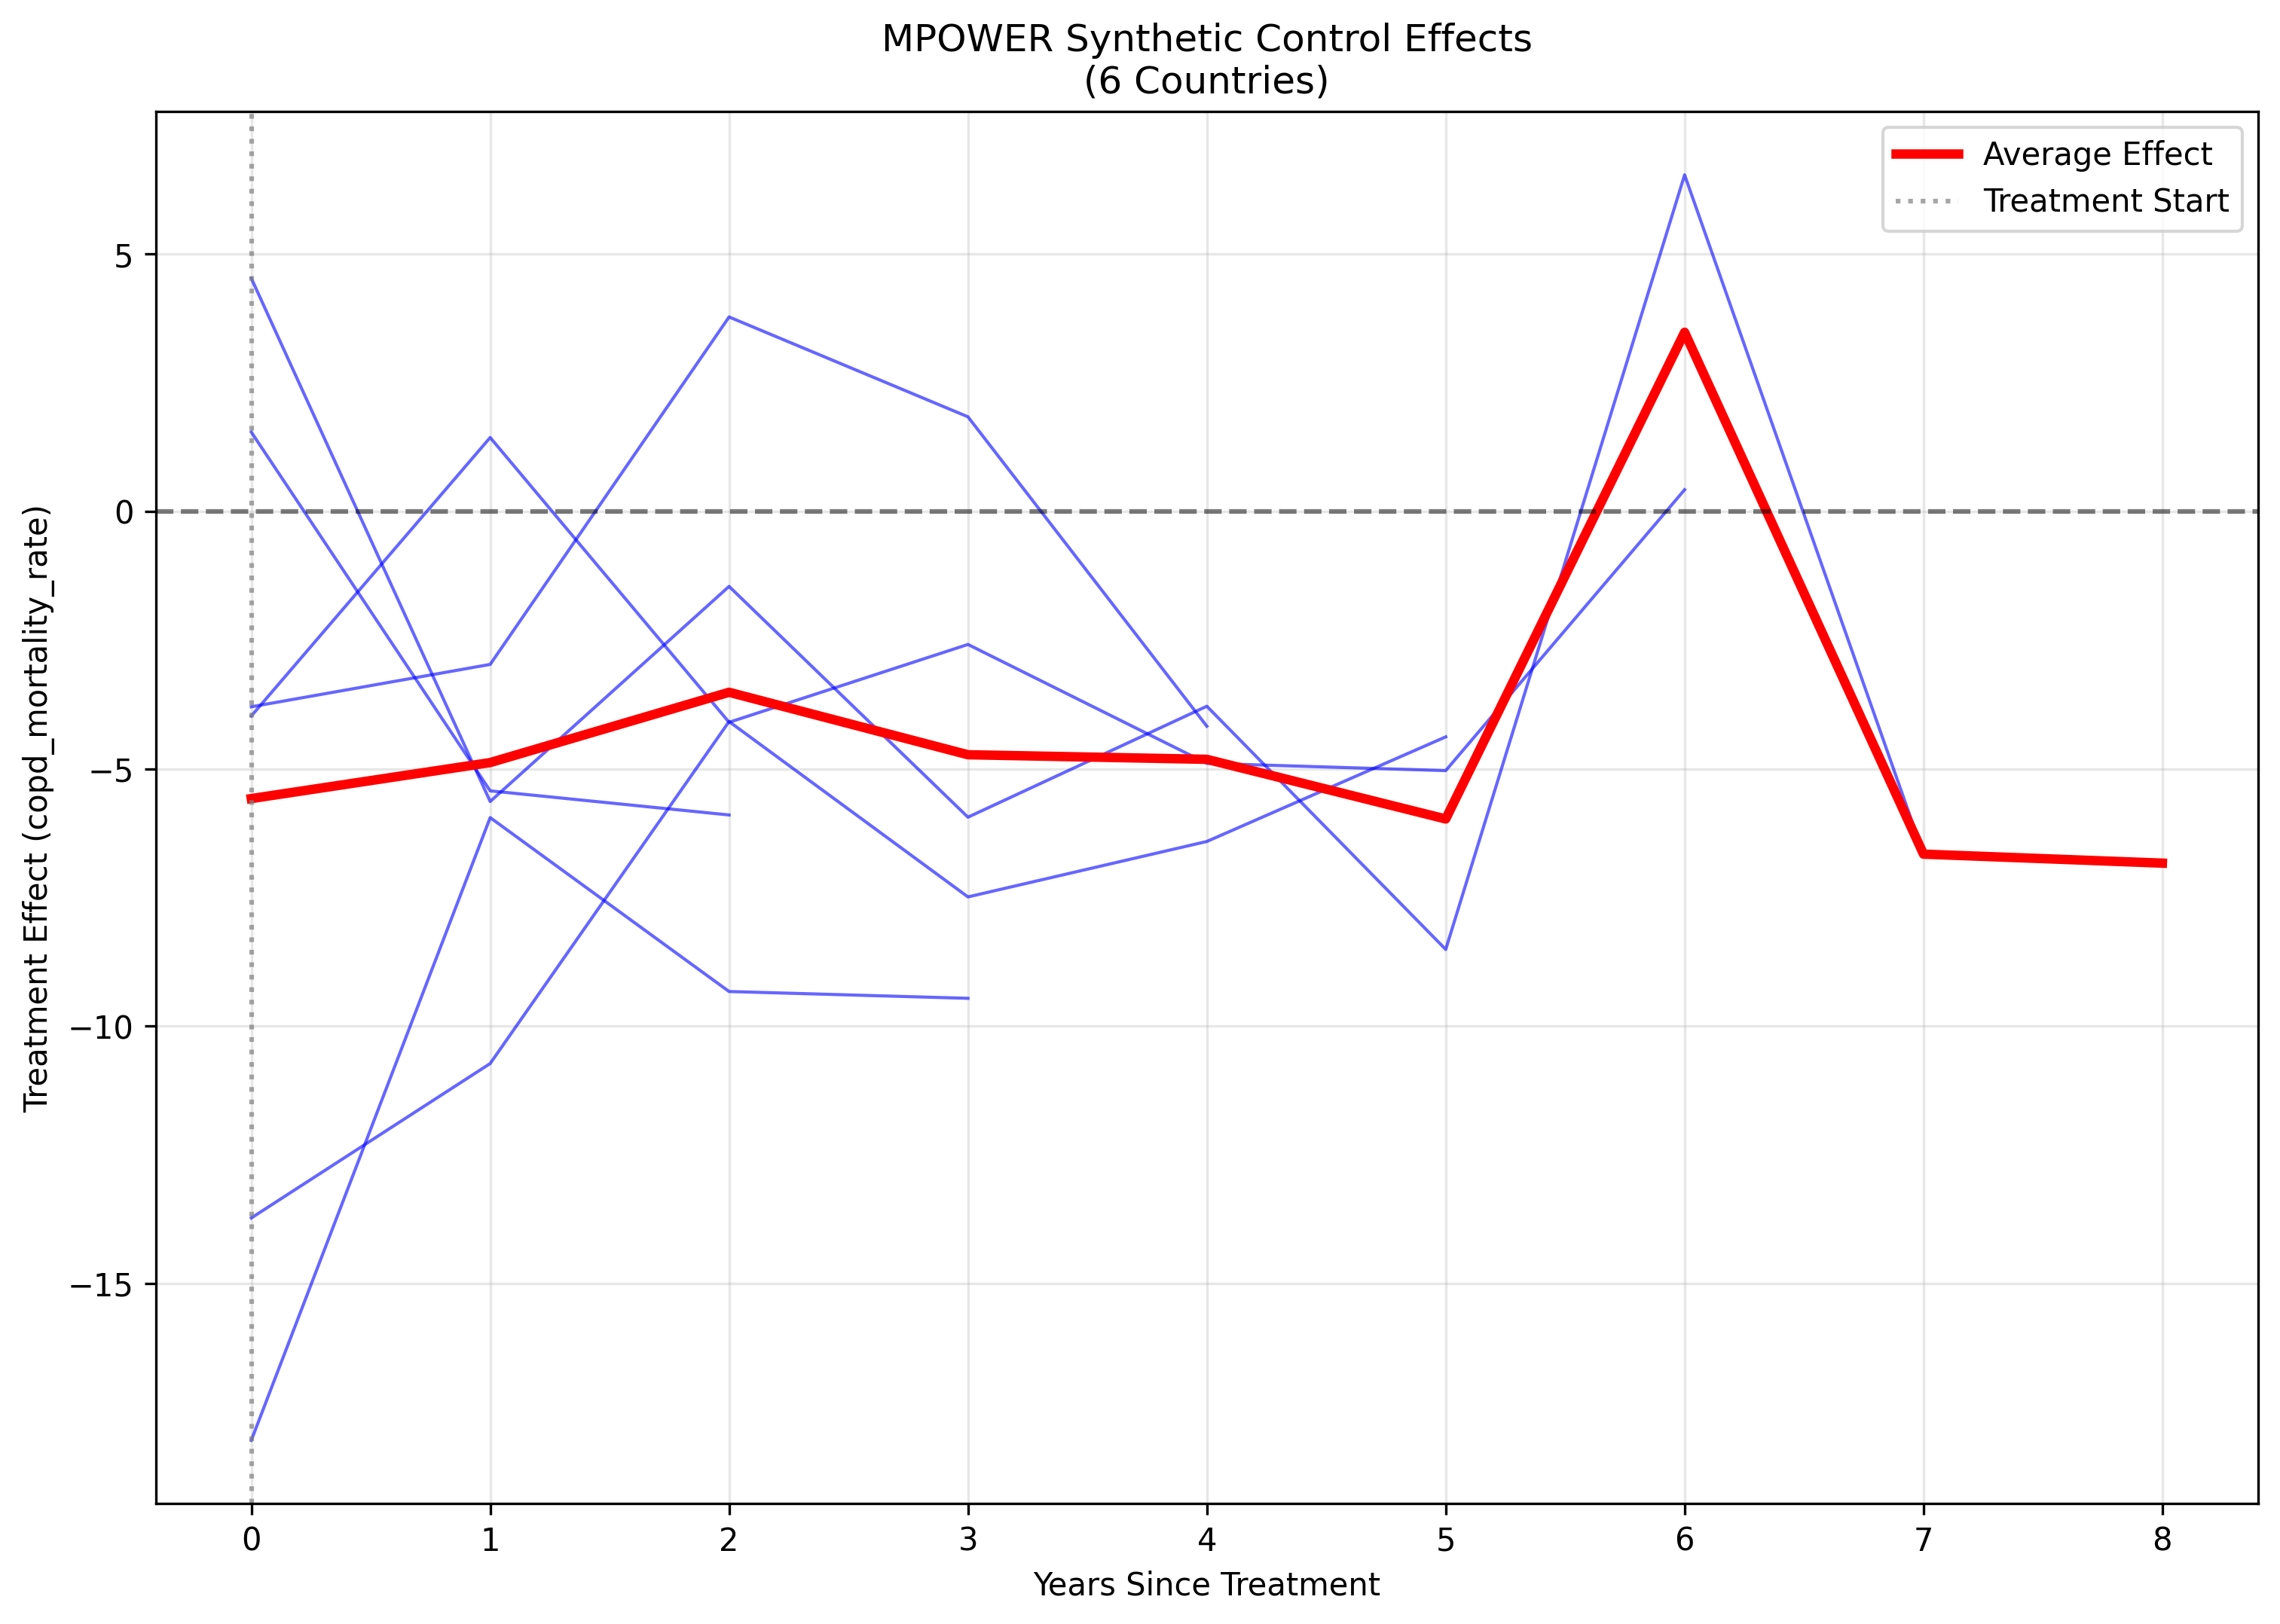 MPOWER Synthetic Control Effects
(6 Countries)
Average Effect
Treatment Start
Treatment Effect (copd_mortality_rate)
5
0
−5
−10
−15
0 1 2 3 4 5 6 7 8
Years Since Treatment